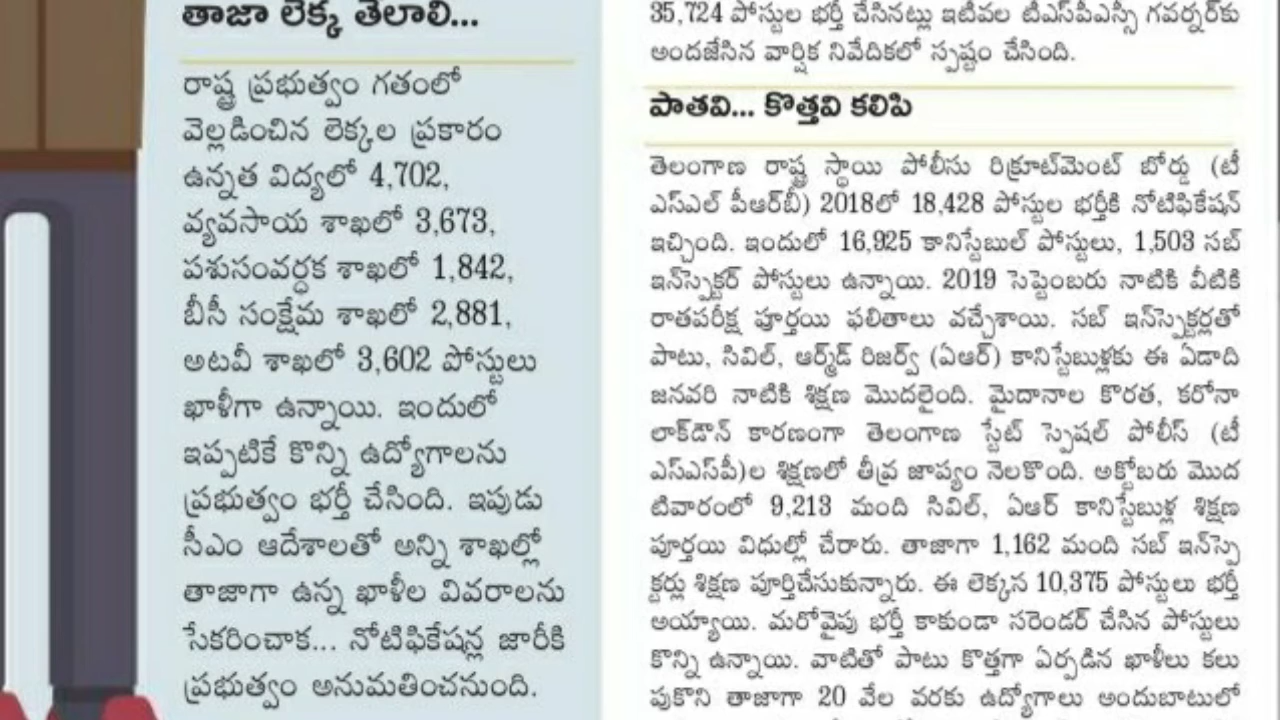 తాజా లెక్క తేలాలి...
రాష్ట్ర ప్రభుత్వం గతంలో
వెల్లడించిన లెక్కల ప్రకారం
ఉన్నత విద్యలో 4,702,
వ్యవసాయ శాఖలో 3,673,
పశుసంవర్ధక శాఖలో 1,842,
బీసీ సంక్షేమ శాఖలో 2,881,
అటవీ శాఖలో 3,602 పోస్టులు
ఖాళీగా ఉన్నాయి. ఇందులో
ఇప్పటికే కొన్ని ఉద్యోగాలను
ప్రభుత్వం భర్తీ చేసింది. ఇపుడు
సీఎం ఆదేశాలతో అన్ని శాఖల్లో
తాజాగా ఉన్న ఖాళీల వివరాలను
సేకరించాక... నోటిఫికేషన్ల జారీకి
ప్రభుత్వం అనుమతించనుంది.
35,724 పోస్టుల భర్తీ చేసినట్లు ఇటీవల టీఎస్‌పీఎస్సీ గవర్నర్‌కు
అందజేసిన వార్షిక నివేదికలో స్పష్టం చేసింది.
పాతవి... కొత్తవి కలిపి
తెలంగాణ రాష్ట్ర స్థాయి పోలీసు రిక్రూట్‌మెంట్ బోర్డు (టీ
ఎస్‌ఎల్ పీఆర్‌బీ) 2018లో 18,428 పోస్టుల భర్తీకి నోటిఫికేషన్
ఇచ్చింది. ఇందులో 16,925 కానిస్టేబుల్ పోస్టులు, 1,503 సబ్
ఇన్‌స్పెక్టర్ పోస్టులు ఉన్నాయి. 2019 సెప్టెంబరు నాటికి వీటికి
రాతపరీక్ష పూర్తయి ఫలితాలు వచ్చేశాయి. సబ్ ఇన్‌స్పెక్టర్లతో
పాటు, సివిల్, ఆర్మ్‌డ్ రిజర్వ్ (ఏఆర్) కానిస్టేబుళ్లకు ఈ ఏడాది
జనవరి నాటికి శిక్షణ మొదలైంది. మైదానాల కొరత, కరోనా
లాక్‌డౌన్ కారణంగా తెలంగాణ స్టేట్ స్పెషల్ పోలీస్ (టీ
ఎస్‌ఎస్‌పీ)ల శిక్షణలో తీవ్ర జాప్యం నెలకొంది. అక్టోబరు మొద
టివారంలో 9,213 మంది సివిల్, ఏఆర్ కానిస్టేబుళ్ల శిక్షణ
పూర్తయి విధుల్లో చేరారు. తాజాగా 1,162 మంది సబ్ ఇన్‌స్పె
క్టర్లు శిక్షణ పూర్తిచేసుకున్నారు. ఈ లెక్కన 10,375 పోస్టులు భర్తీ
అయ్యాయి. మరోవైపు భర్తీ కాకుండా సరెండర్ చేసిన పోస్టులు
కొన్ని ఉన్నాయి. వాటితో పాటు కొత్తగా ఏర్పడిన ఖాళీలు కలు
పుకొని తాజాగా 20 వేల వరకు ఉద్యోగాలు అందుబాటులో